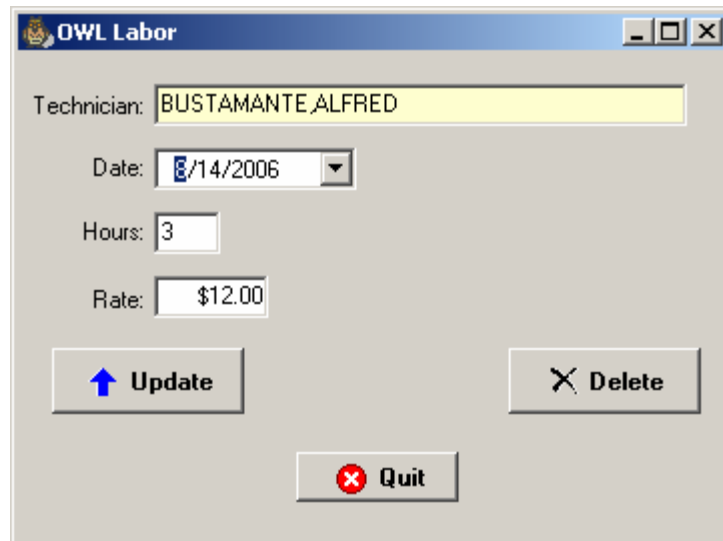 OWL Labor
Technician: BUSTAMANTE,ALFRED
Date: 8/14/2006
Hours: 3
Rate: $12.00
Update Delete
Quit